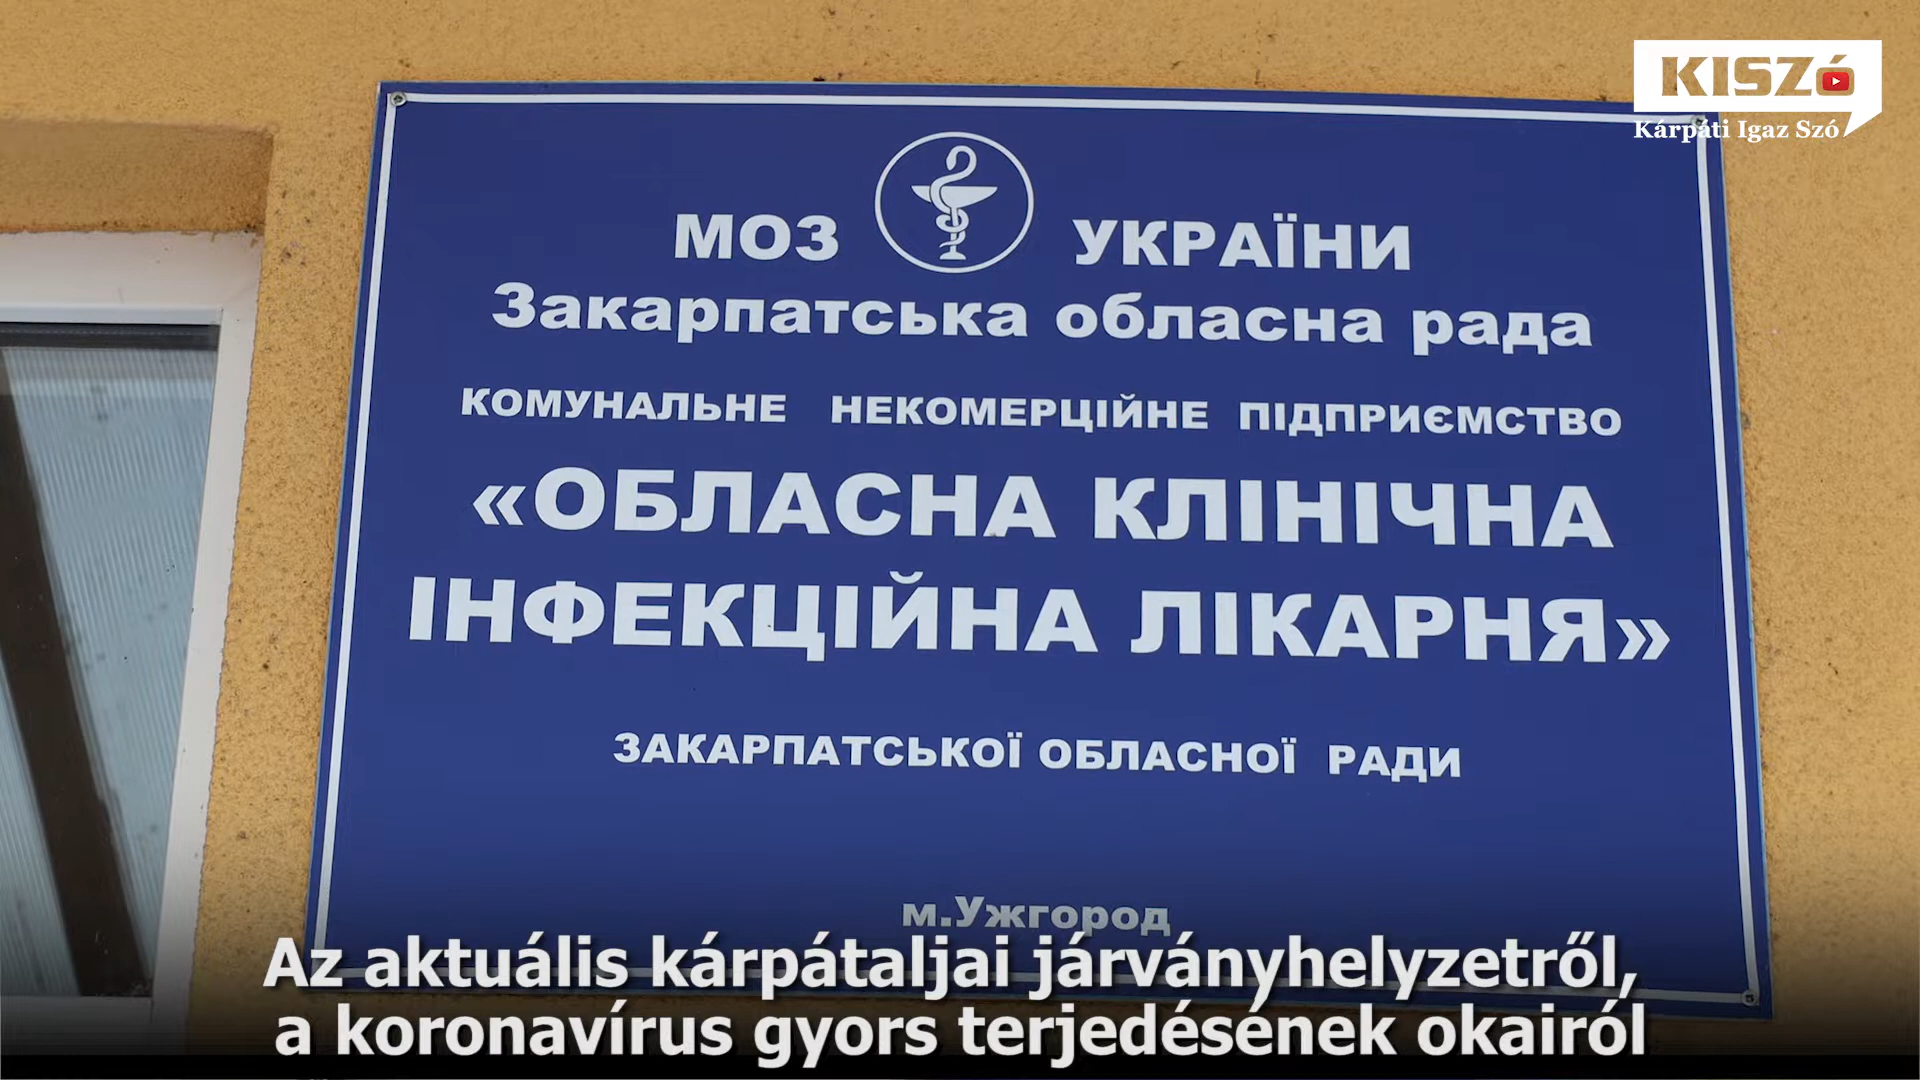 KISZó
Kárpáti Igaz Szó
МОЗ УКРАЇНИ
Закарпатська обласна рада
КОМУНАЛЬНЕ НЕКОМЕРЦІЙНЕ ПІДПРИЄМСТВО
«ОБЛАСНА КЛІНІЧНА
ІНФЕКЦІЙНА ЛІКАРНЯ»
ЗАКАРПАТСЬКОЇ ОБЛАСНОЇ РАДИ
м.Ужгород
Az aktuális kárpátaljai járványhelyzetről,
a koronavírus gyors terjedésének okairól